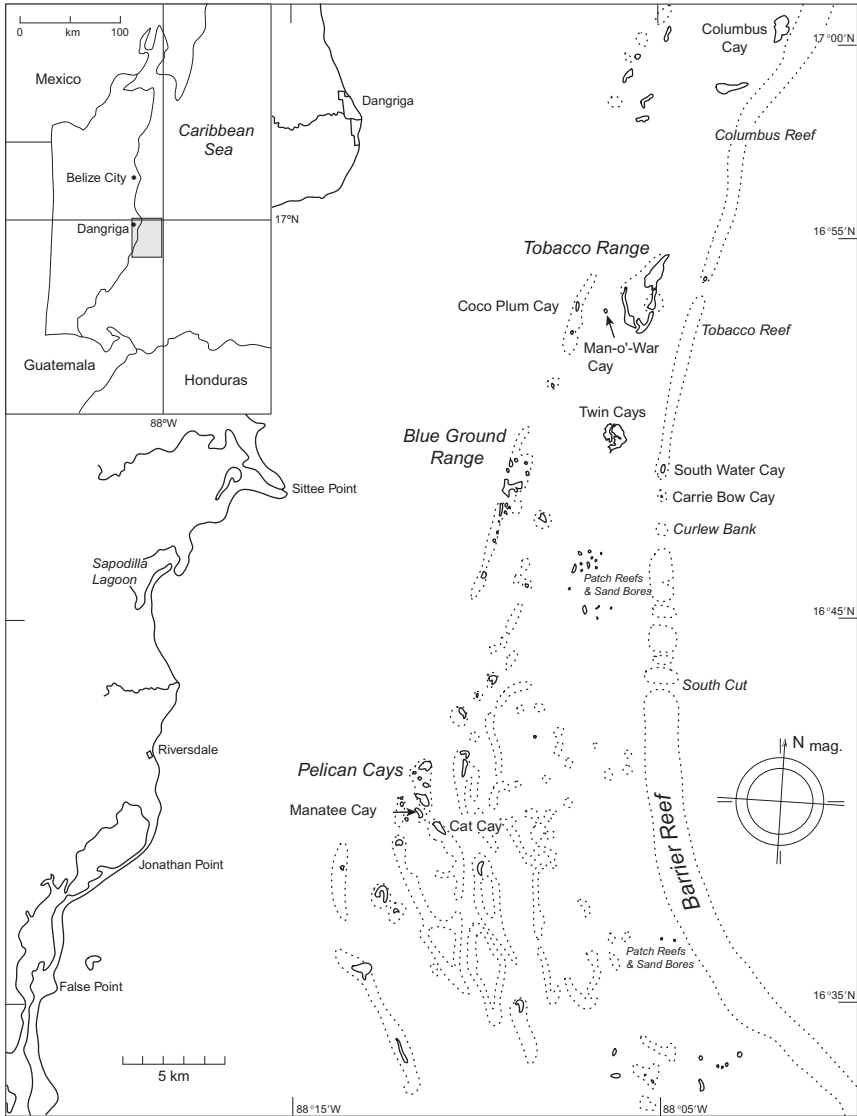 0 100
km
Mexico
Caribbean
Sea
Belize City
Dangriga
17°N
Guatemala
Honduras
88°W
Dangriga
Columbus
Cay
17°00'N
Columbus Reef
16°55'N
Tobacco Range
Coco Plum Cay
Man-o'-War
Cay
Tobacco Reef
Twin Cays
Blue Ground
Range
South Water Cay
Carrie Bow Cay
Curlew Bank
Sittee Point
Sapodilla
Lagoon
Patch Reefs
& Sand Bores
16°45'N
South Cut
Riversdale
N mag.
Pelican Cays
Manatee Cay
Cat Cay
Barrier Reef
Jonathan Point
Patch Reefs
& Sand Bores
False Point
16°35'N
5 km
88°15'W
88°05'W